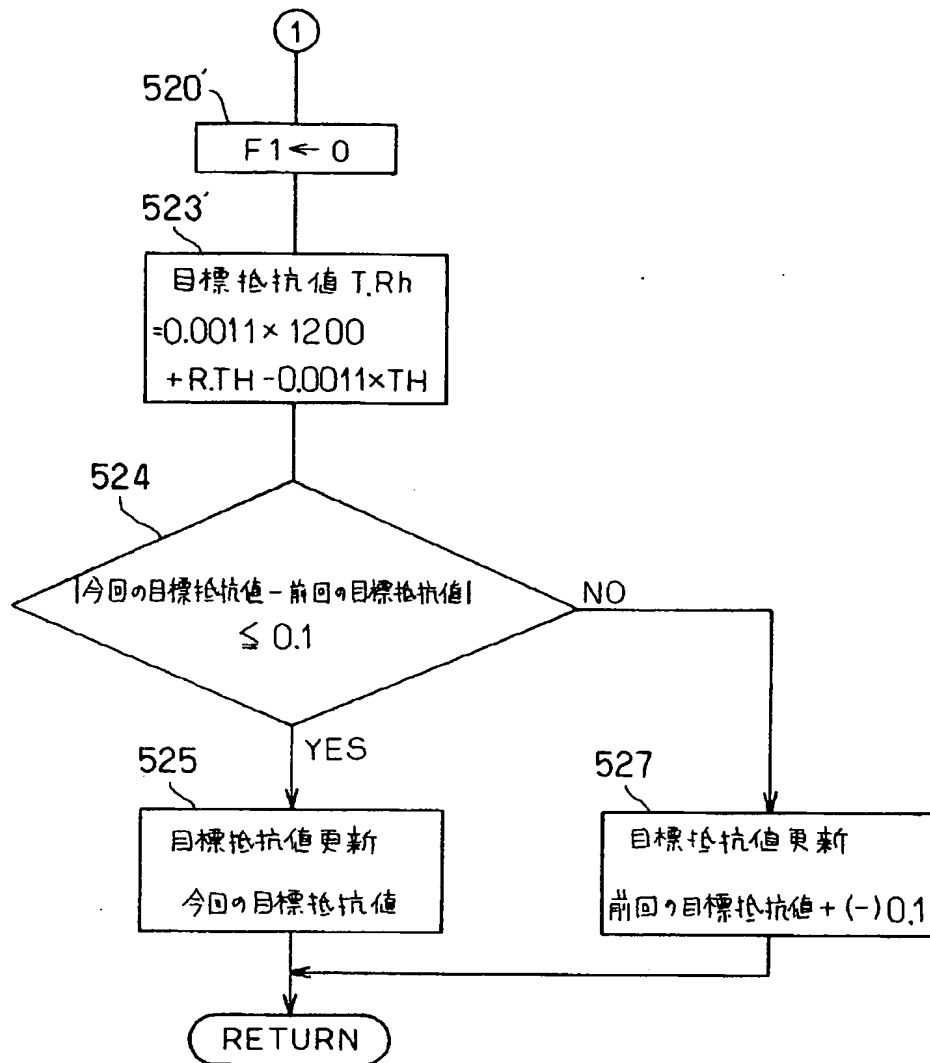 1
520'
F1 ← 0
523'
目標抵抗値 T.Rh
=0.0011×1200
+R.TH-0.0011×TH
524
|今回の目標抵抗値-前回の目標抵抗値|
≦ 0.1
NO
YES
525
目標抵抗値更新
今回の目標抵抗値
527
目標抵抗値更新
前回の目標抵抗値+(-)0.1
RETURN